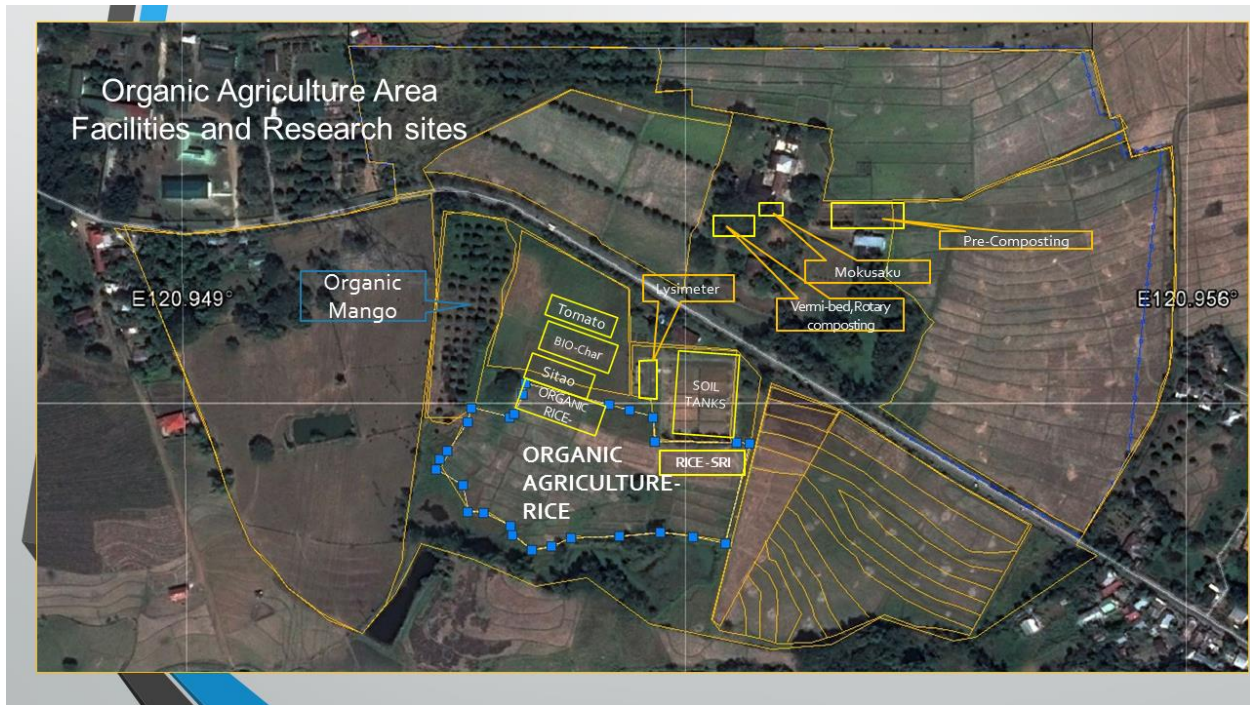 Organic Agriculture Area
Facilities and Research sites
E120.949°
E120.956°
Organic
Mango
Tomato
BIO-Char
Sitao
ORGANIC
RICE-
Lysimeter
SOIL
TANKS
RICE -SRI
ORGANIC
AGRICULTURE-
RICE
Pre-Composting
Mokusaku
Vermi-bed,Rotary
composting